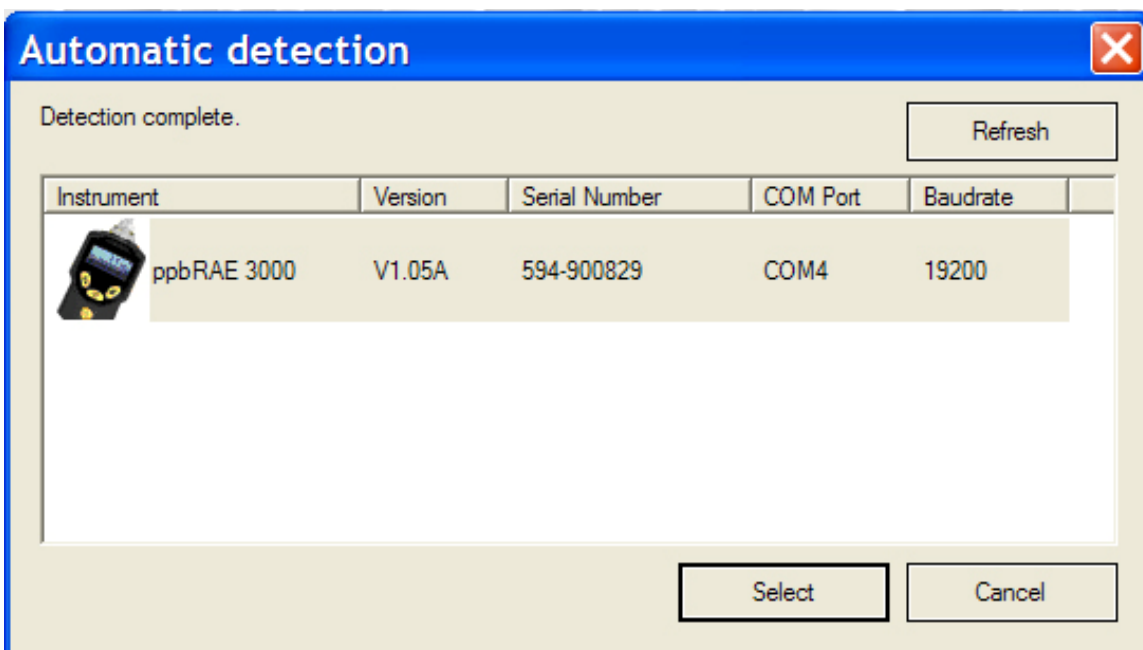 Automatic detection
Detection complete.
Refresh
Instrument Version Serial Number COM Port Baudrate
ppbRAE 3000 V1.05A 594-900829 COM4 19200
Select Cancel